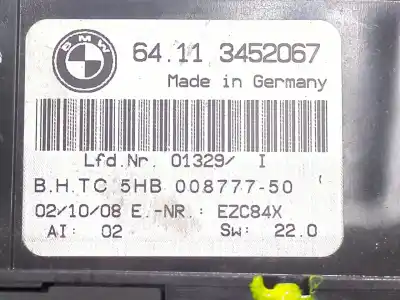 BMW
64.11 3452067
Made in Germany
Lfd.Nr. 01329/ I
B.H.TC 5HB 008777-50
02/10/08 E.-NR.: EZC84X
AI: 02 Sw: 22.0